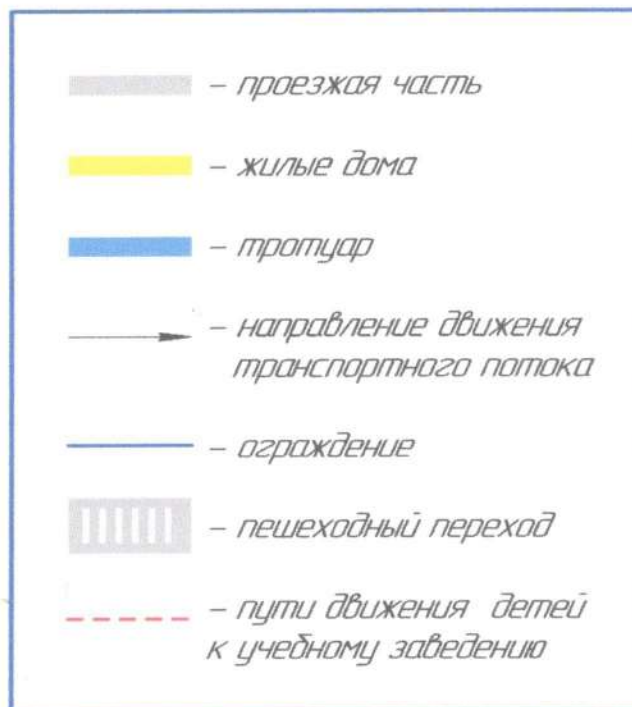 – проезжая часть
– жилые дома
– тротуар
– направление движения
транспортного потока
– ограждение
– пешеходный переход
– пути движения детей
к учебному заведению